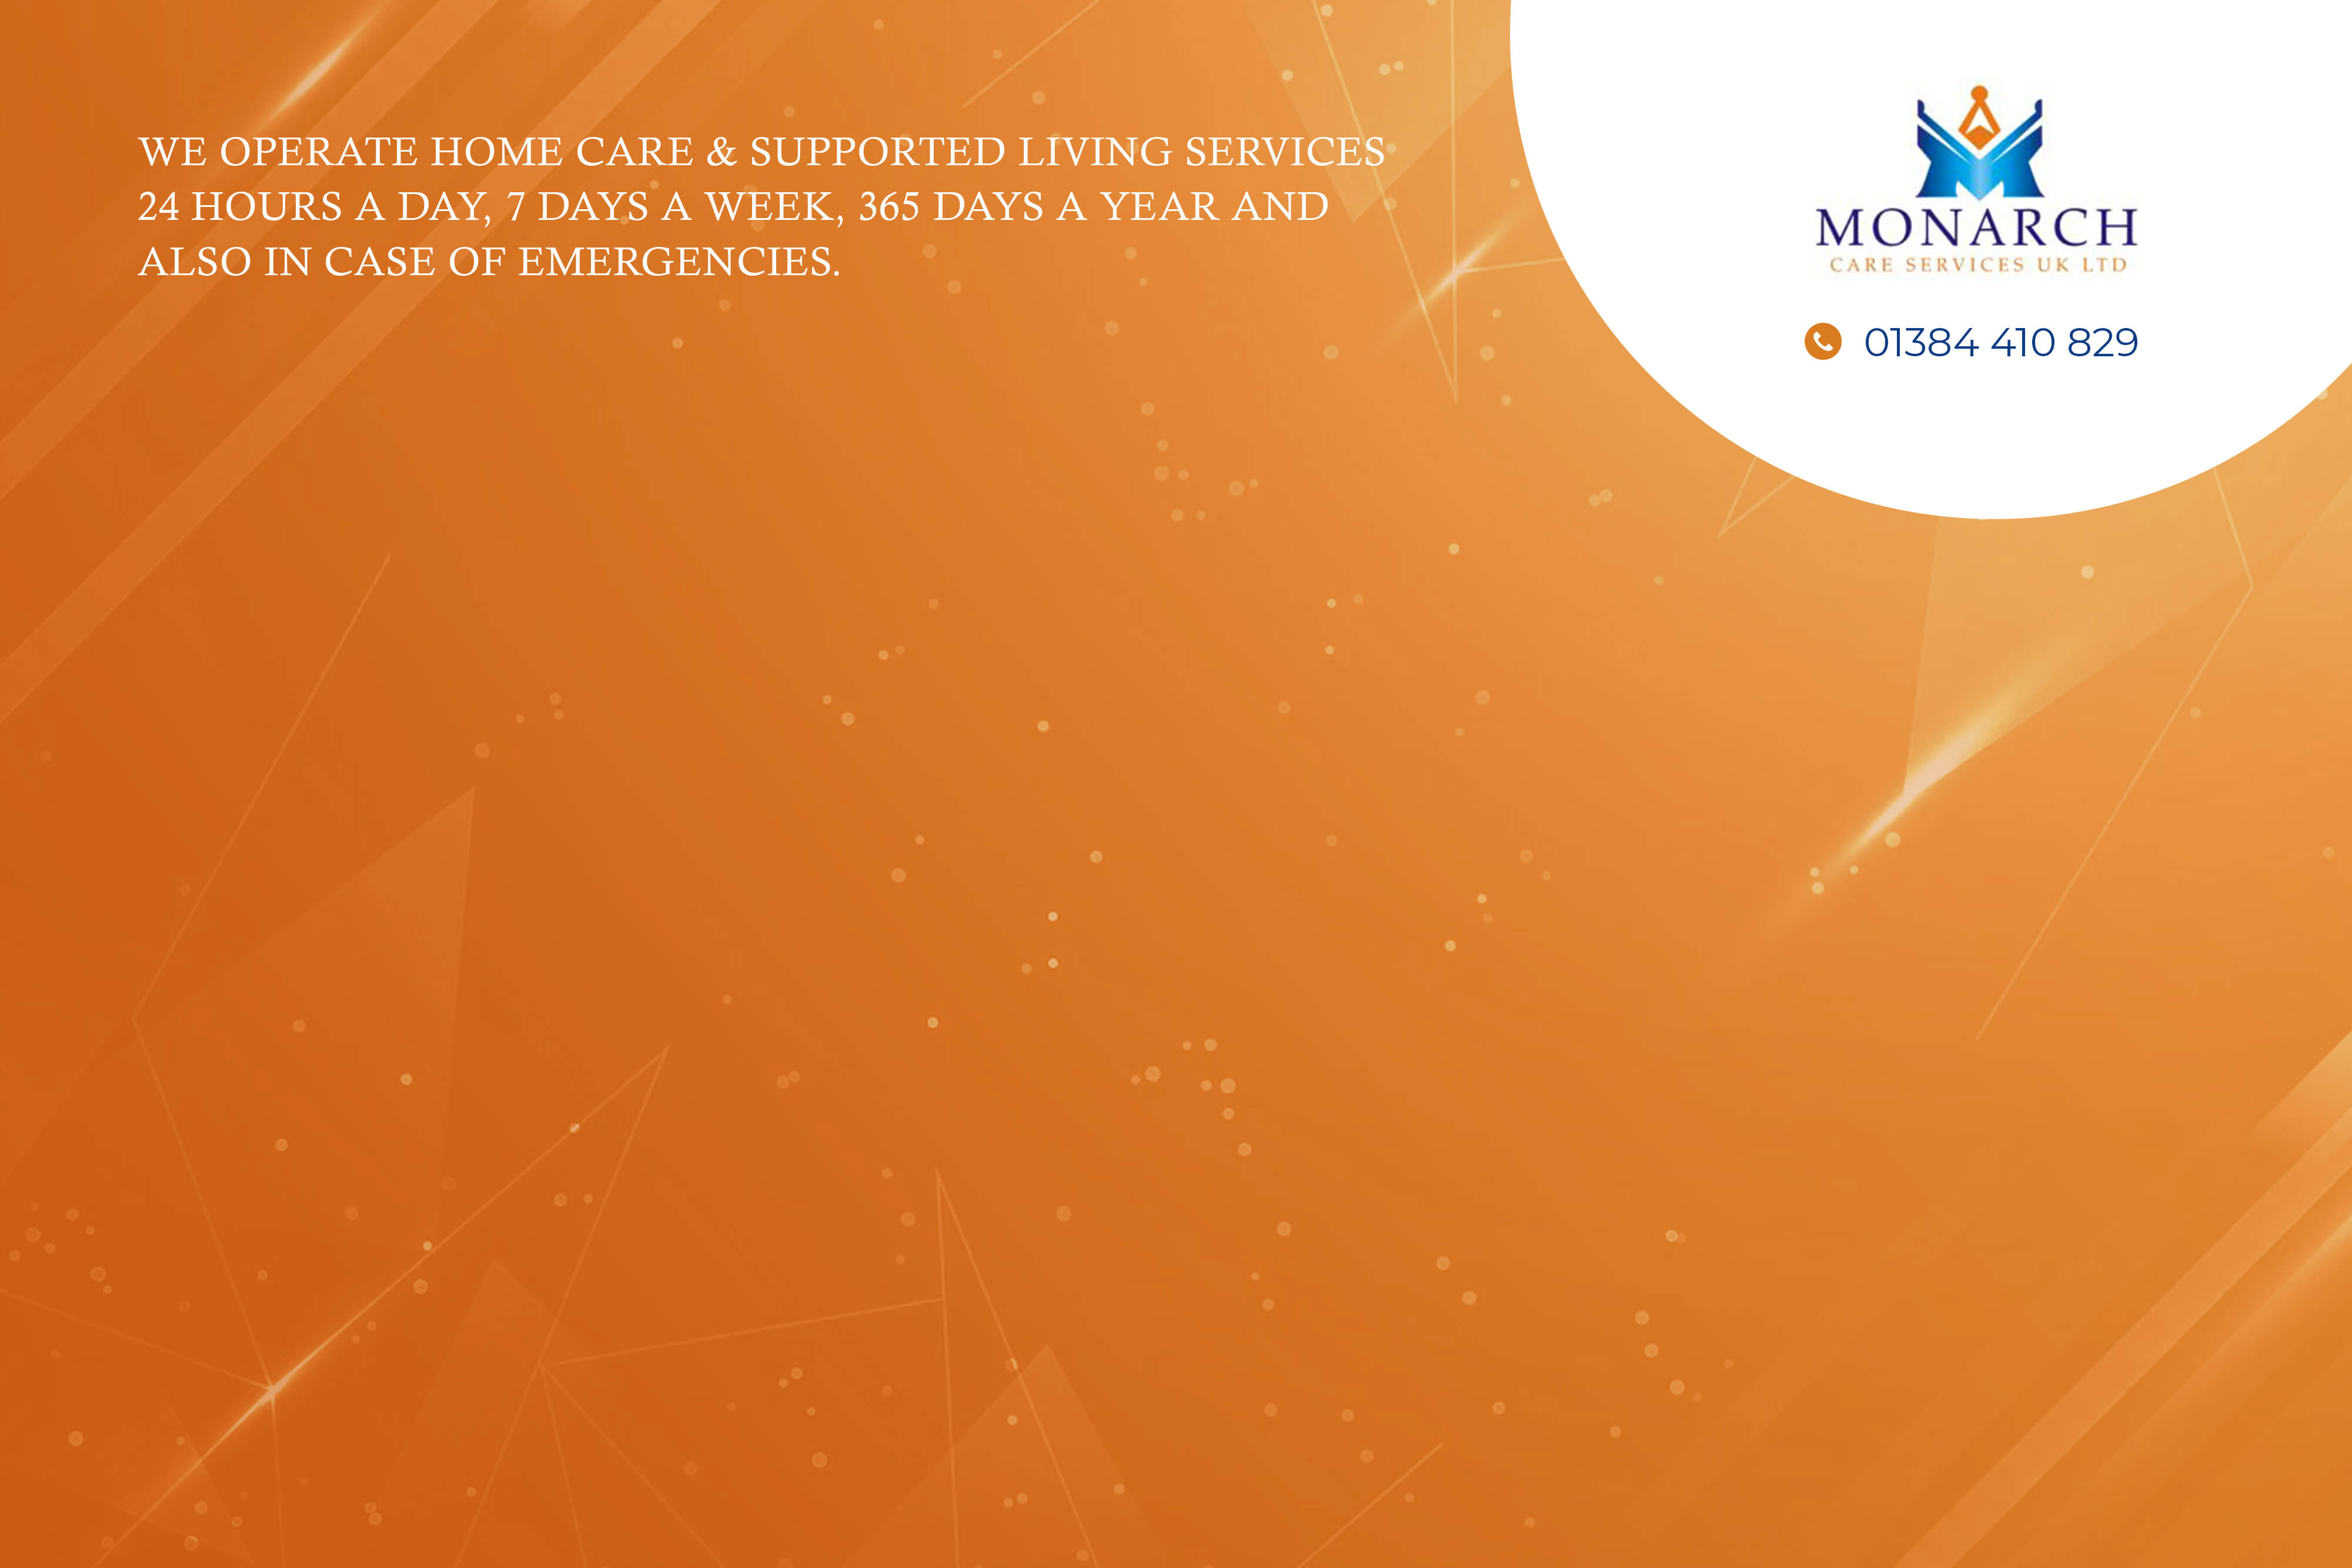 WE OPERATE HOME CARE & SUPPORTED LIVING SERVICES
24 HOURS A DAY, 7 DAYS A WEEK, 365 DAYS A YEAR AND
ALSO IN CASE OF EMERGENCIES.
MONARCH
CARE SERVICES UK LTD
01384 410 829